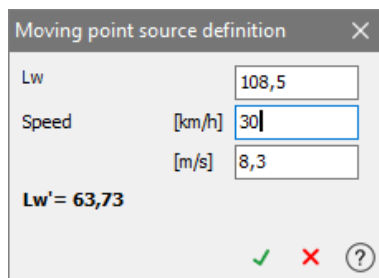 Moving point source definition
Lw 108,5
Speed [km/h] 30
[m/s] 8,3
Lw'= 63,73
?